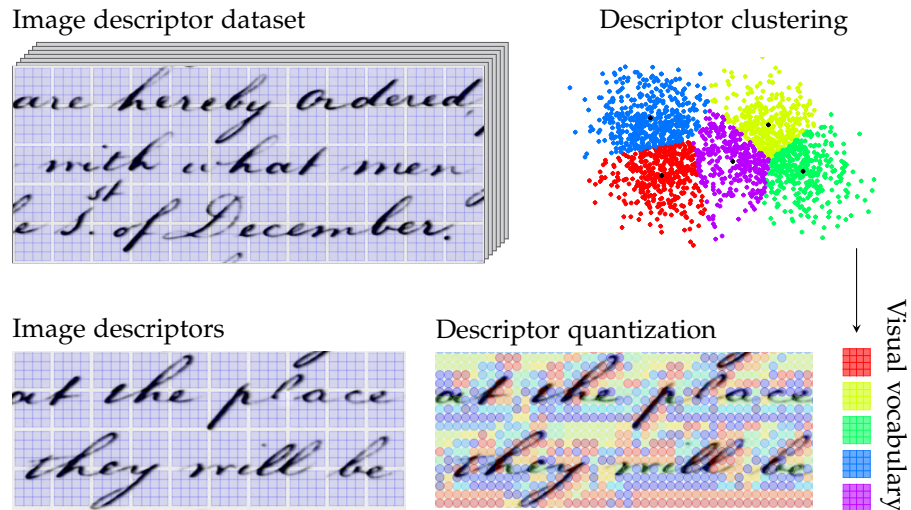 Image descriptor dataset
are hereby ordered
with what men
e 1st. of December.
Descriptor clustering
Image descriptors
at the place
they will be
Descriptor quantization
at the place
they will be
Visual vocabulary